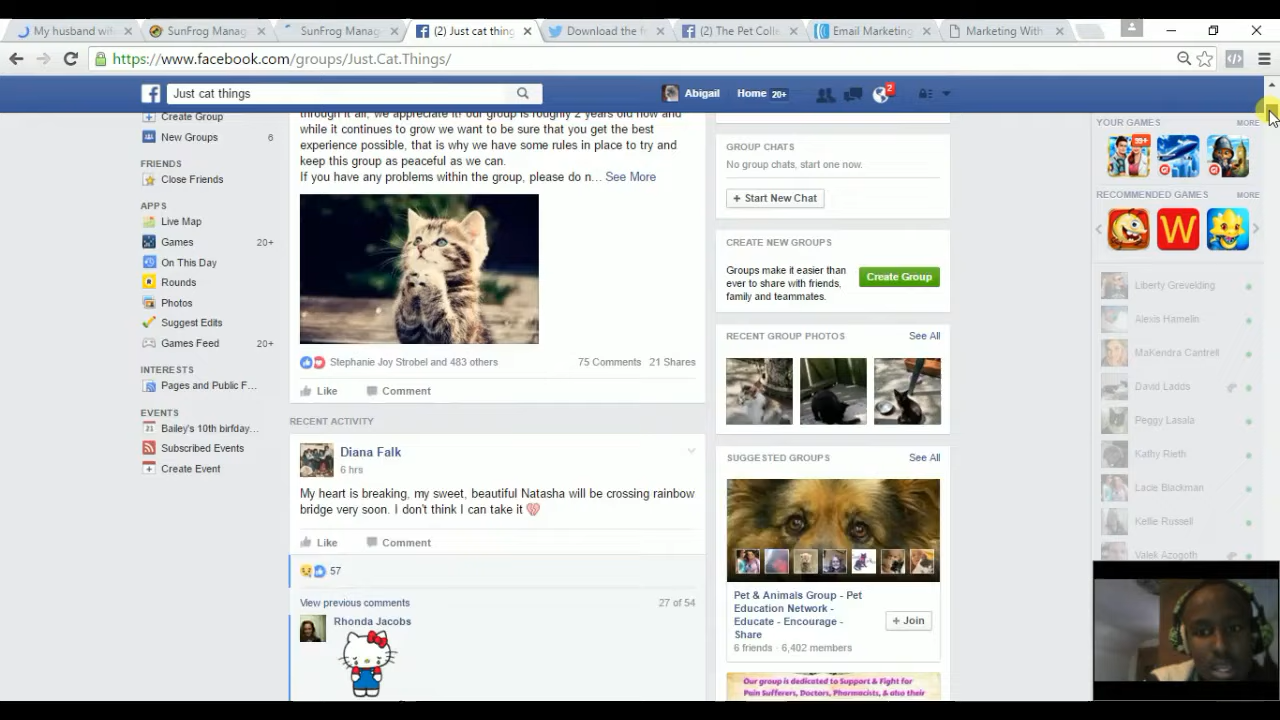 My husband wit
SunFrog Manag
SunFrog Manag
(2) Just cat thing
Download the fr
(2) The Pet Colle
Email Marketing
Marketing With
https://www.facebook.com/groups/Just.Cat.Things/
Just cat things
Abigail
Home 20+
2
Create Group
New Groups 6
FRIENDS
Close Friends
APPS
Live Map
Games 20+
On This Day
Rounds
Photos
Suggest Edits
Games Feed 20+
INTERESTS
Pages and Public F...
EVENTS
Bailey's 10th birfday...
Subscribed Events
Create Event
through it all, we appreciate it! our group is roughly 2 years old now and
while it continues to grow we want to be sure that you get the best
experience possible, that is why we have some rules in place to try and
keep this group as peaceful as we can.
If you have any problems within the group, please do n... See More
Stephanie Joy Strobel and 483 others
75 Comments 21 Shares
Like Comment
RECENT ACTIVITY
Diana Falk
6 hrs
My heart is breaking, my sweet, beautiful Natasha will be crossing rainbow
bridge very soon. I don't think I can take it
Like Comment
57
View previous comments 27 of 54
Rhonda Jacobs
GROUP CHATS
No group chats, start one now.
+ Start New Chat
CREATE NEW GROUPS
Groups make it easier than
ever to share with friends,
family and teammates.
Create Group
RECENT GROUP PHOTOS See All
SUGGESTED GROUPS See All
Pet & Animals Group - Pet
Education Network -
Educate - Encourage -
Share
6 friends · 6,402 members
+ Join
Our group is dedicated to Support & Fight for
Pain Sufferers, Doctors, Pharmacists, & also their
YOUR GAMES MORE
99+
RECOMMENDED GAMES MORE
W
Liberty Grevelding
Alexis Hamelin
MaKendra Cantrell
David Ladds
Peggy Lasala
Kathy Rieth
Lacie Blackman
Kellie Russell
Valek Azogoth